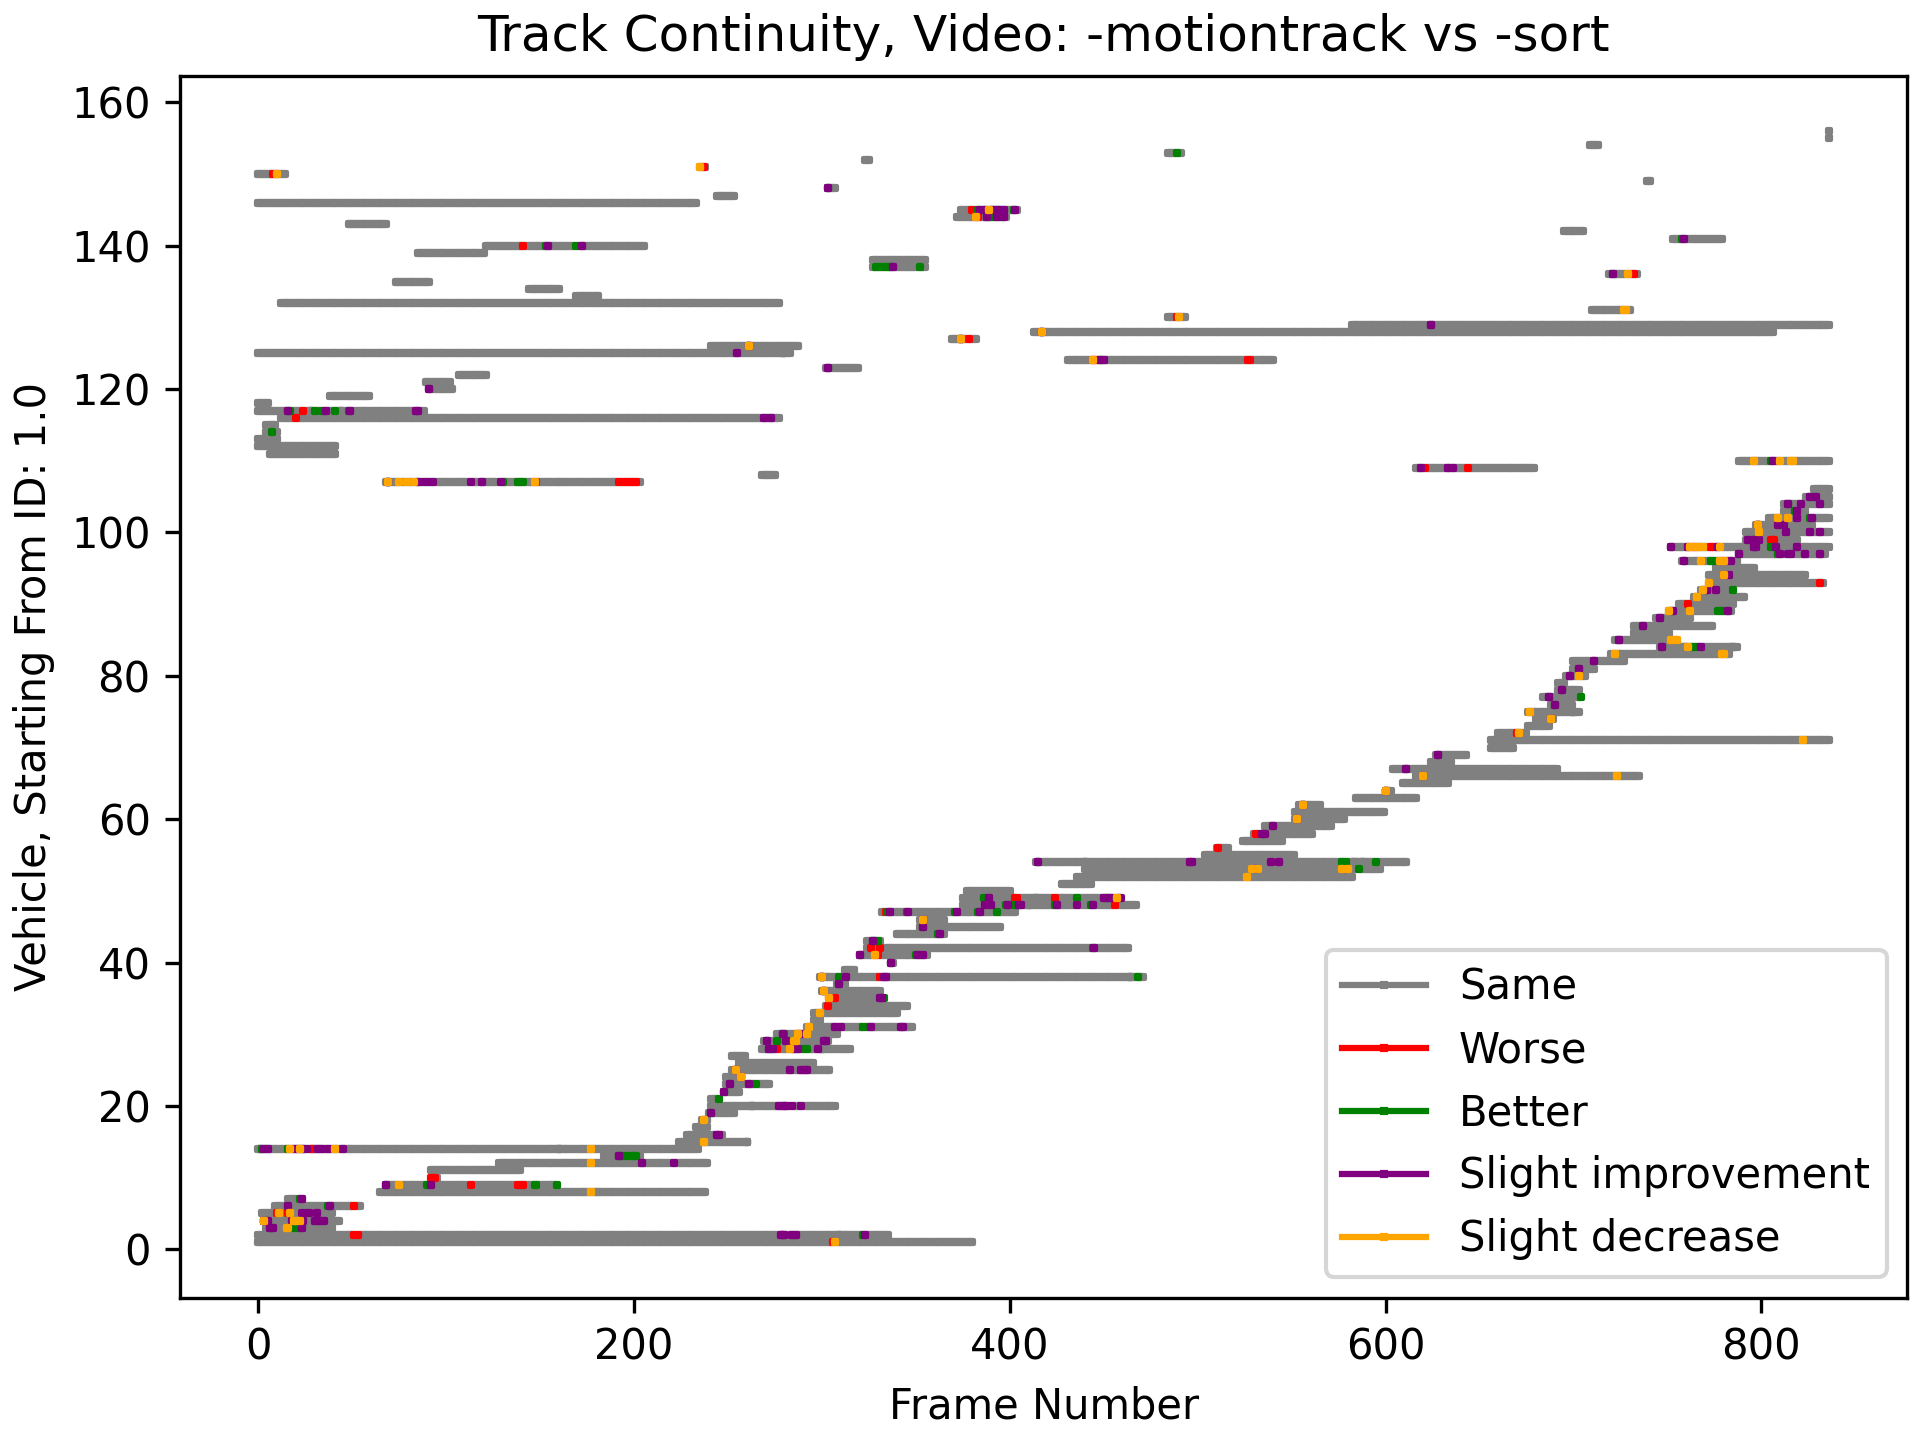 Track Continuity, Video: -motiontrack vs -sort
Vehicle, Starting From ID: 1.0
160
140
120
100
80
60
40
20
0
Same
Worse
Better
Slight improvement
Slight decrease
0 200 400 600 800
Frame Number